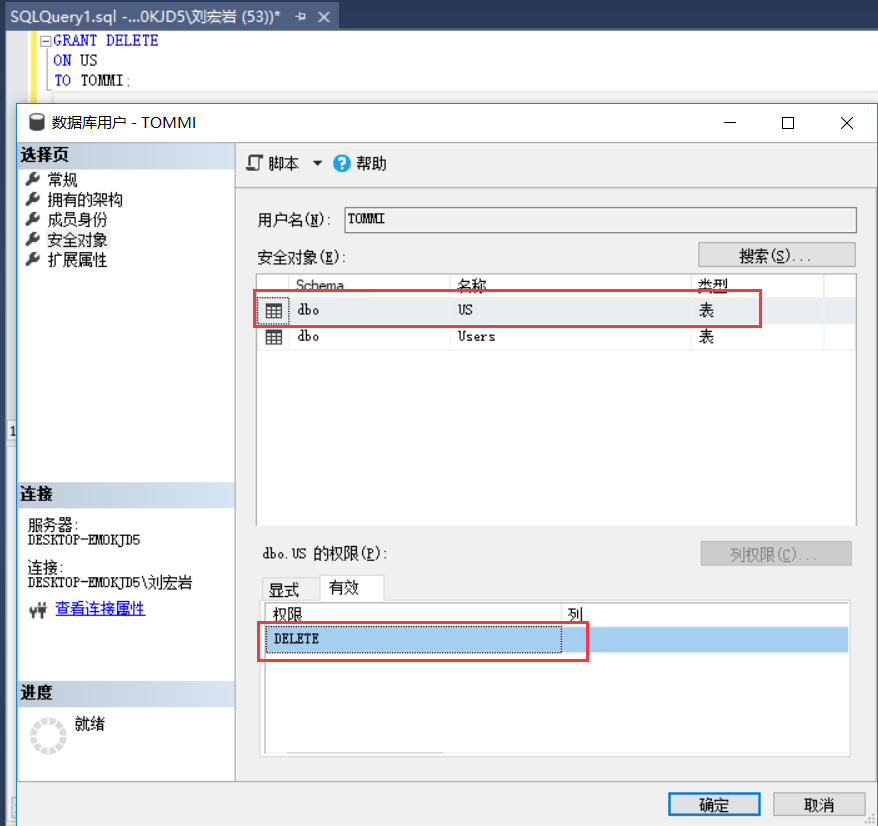 SQLQuery1.sql -...0KJD5\刘宏岩 (53))*
GRANT DELETE
ON US
TO TOMMI;
数据库用户 - TOMMI
选择页
常规
拥有的架构
成员身份
安全对象
扩展属性
脚本
帮助
用户名(N):
TOMMI
安全对象(E):
搜索(S)...
Schema 名称 类型
dbo US 表
dbo Users 表
1
连接
服务器:
DESKTOP-EMOKJD5
连接:
DESKTOP-EMOKJD5\刘宏岩
查看连接属性
进度
就绪
dbo.US 的权限(P):
列权限(C)...
显式 有效
权限 列
DELETE
确定 取消